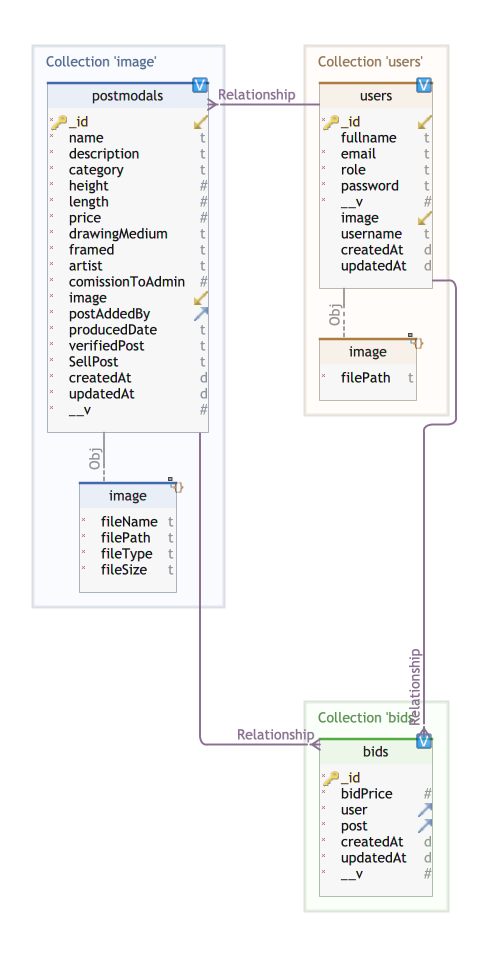 Collection 'image'
postmodals
_id
name t
description t
category t
height #
length #
price #
drawingMedium t
framed t
artist t
comissionToAdmin #
image
postAddedBy
producedDate t
verifiedPost t
SellPost t
createdAt d
updatedAt d
__v #
Obj
image
fileName t
filePath t
fileType t
fileSize t
Relationship
Collection 'users'
users
_id
fullname t
email t
role t
password t
__v #
image
username t
createdAt d
updatedAt d
Obj
image
filePath t
Relationship
Relationship
Collection 'bids
bids
_id
bidPrice #
user
post
createdAt d
updatedAt d
__v #